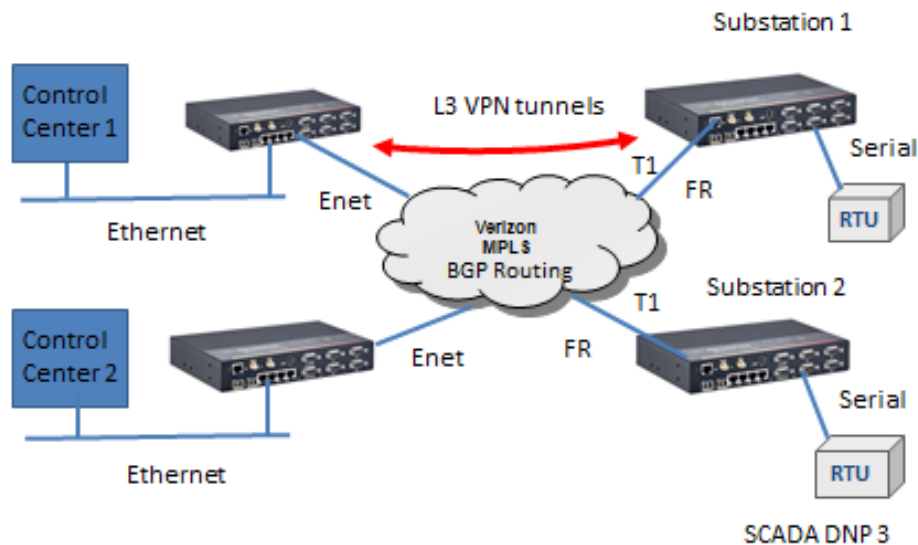 Substation 1
Control
Center 1
L3 VPN tunnels
T1
Serial
FR
Enet
RTU
Ethernet
Verizon
MPLS
BGP Routing
Substation 2
T1
Control
Center 2
Enet
FR
Serial
Ethernet
RTU
SCADA DNP 3